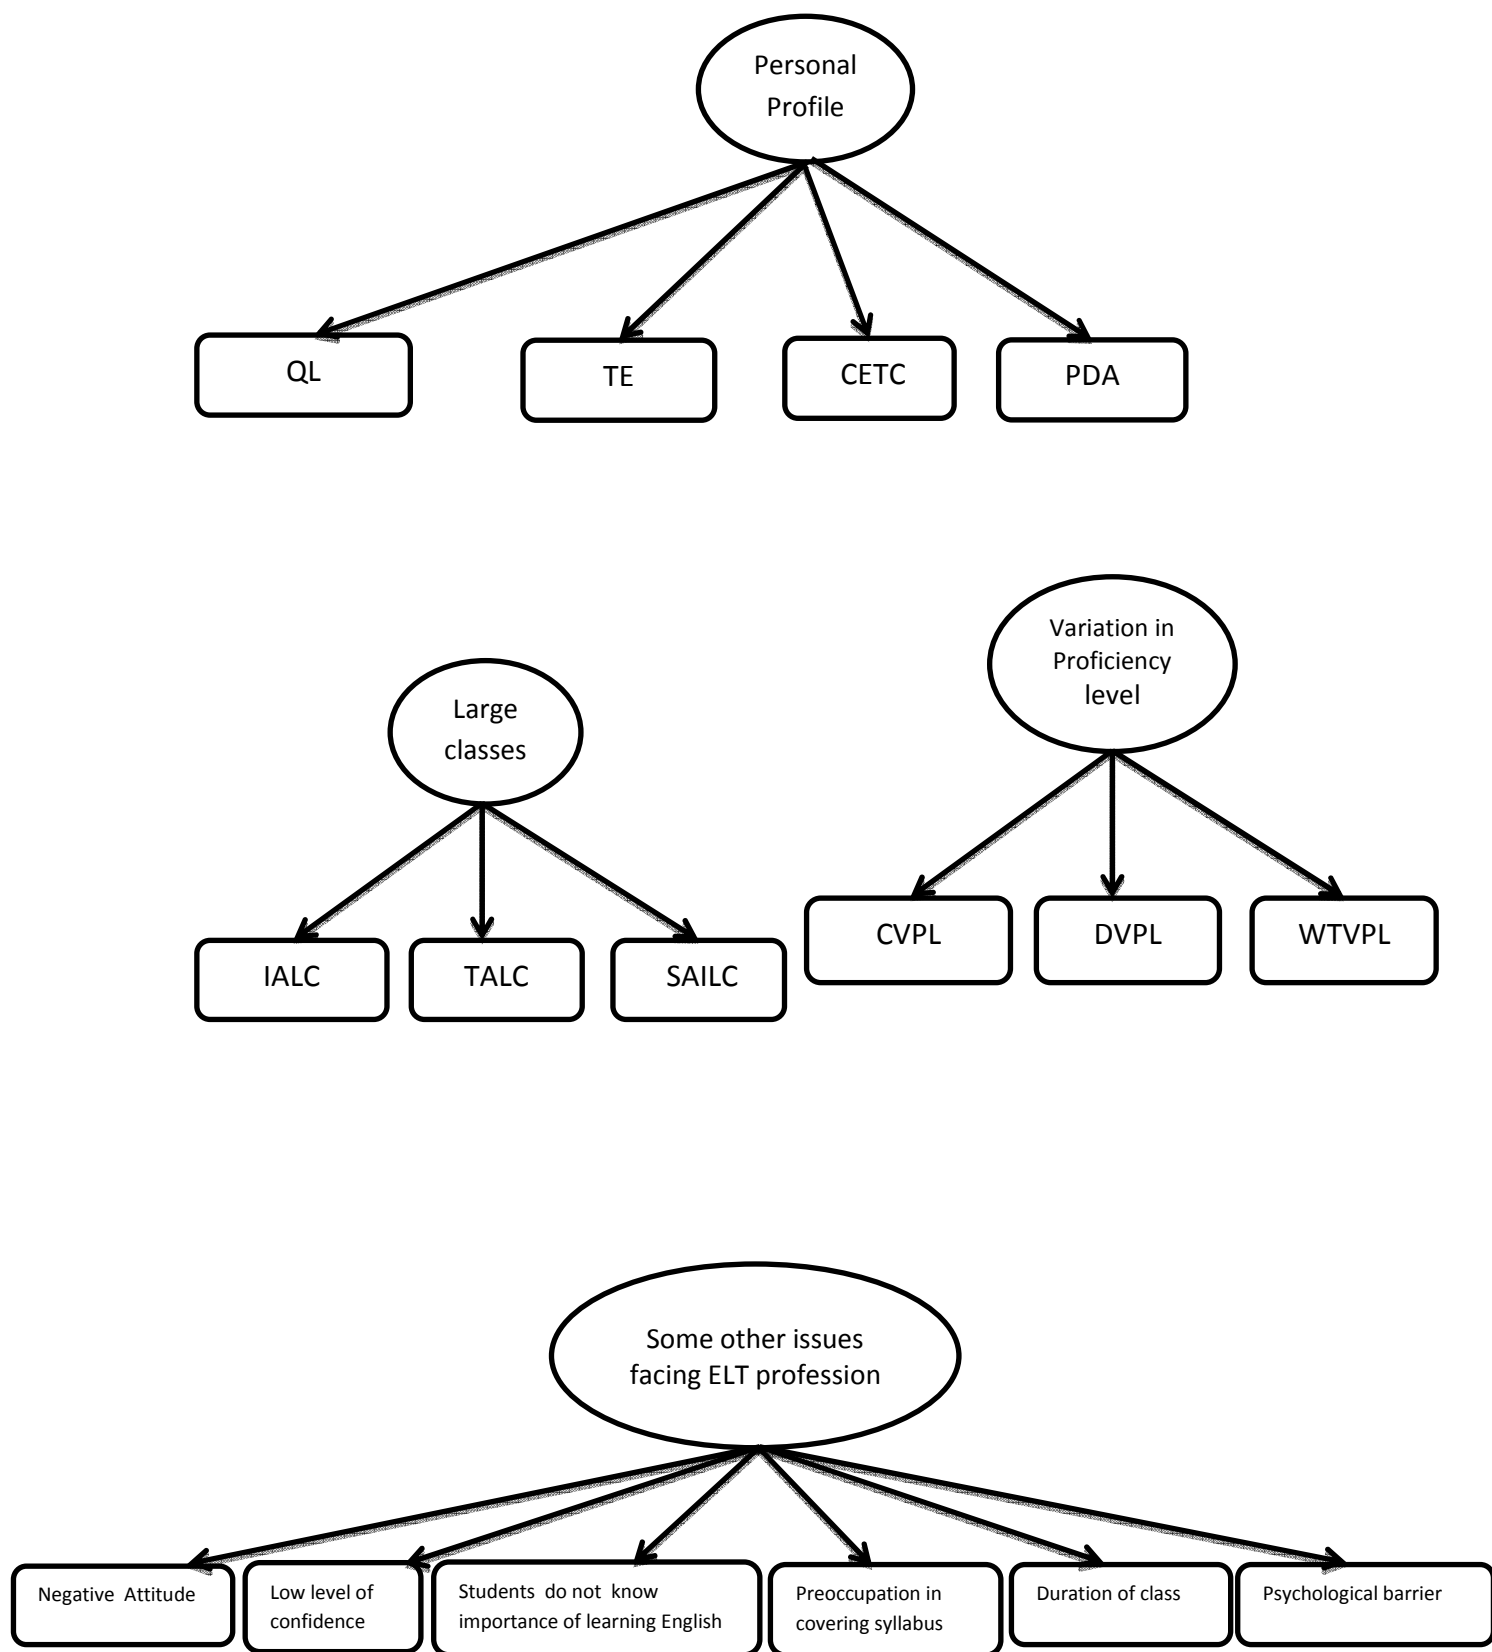 Personal
Profile
QL
TE
CETC
PDA
Large
classes
IALC
TALC
SAILC
Variation in
Proficiency
level
CVPL
DVPL
WTVPL
Some other issues
facing ELT profession
Negative Attitude
Low level of
confidence
Students do not know
importance of learning English
Preoccupation in
covering syllabus
Duration of class
Psychological barrier